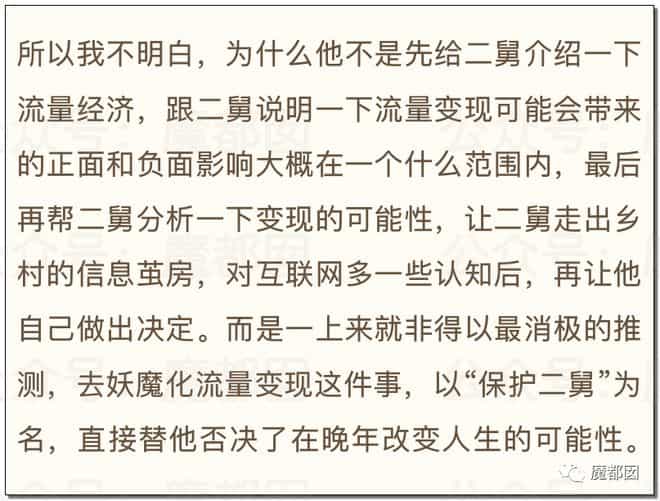 所以我不明白，为什么他不是先给二舅介绍一下
流量经济，跟二舅说明一下流量变现可能会带来
的正面和负面影响大概在一个什么范围内，最后
再帮二舅分析一下变现的可能性，让二舅走出乡
村的信息茧房，对互联网多一些认知后，再让他
自己做出决定。而是一上来就非得以最消极的推
测，去妖魔化流量变现这件事，以“保护二舅”为
名，直接替他否决了在晚年改变人生的可能性。
魔都囡